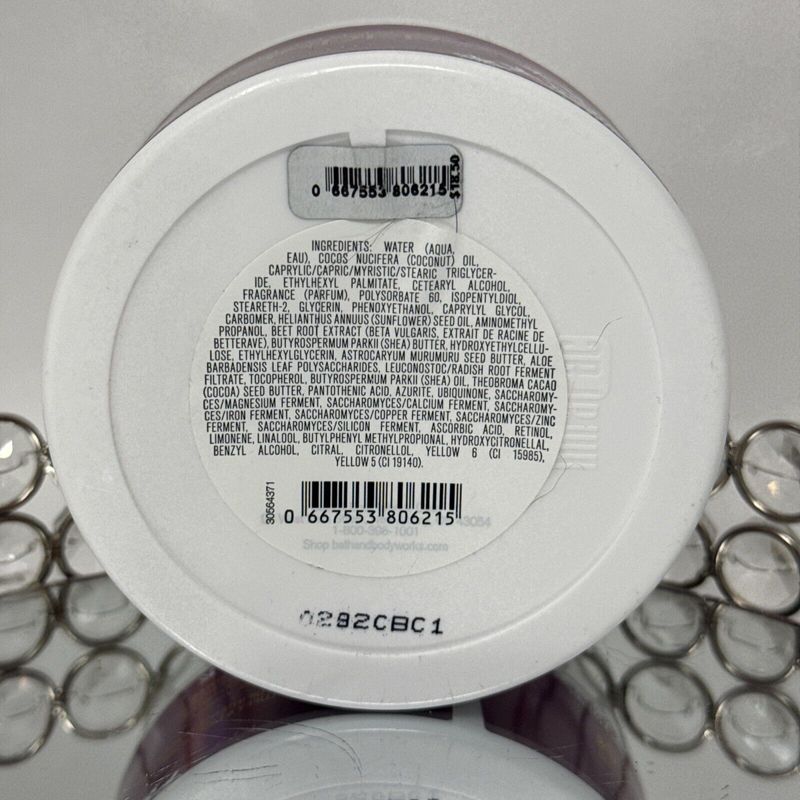 0 667553 806215
$18.50
INGREDIENTS: WATER (AQUA,
EAU), COCOS NUCIFERA (COCONUT) OIL,
CAPRYLIC/CAPRIC/MYRISTIC/STEARIC TRIGLYCER-
IDE, ETHYLHEXYL PALMITATE, CETEARYL ALCOHOL,
FRAGRANCE (PARFUM), POLYSORBATE 60, ISOPENTYLDIOL,
STEARETH-2, GLYCERIN, PHENOXYETHANOL, CAPRYLYL GLYCOL,
CARBOMER, HELIANTHUS ANNUUS (SUNFLOWER) SEED OIL, AMINOMETHYL
PROPANOL, BEET ROOT EXTRACT (BETA VULGARIS, EXTRAIT DE RACINE DE
BETTERAVE), BUTYROSPERMUM PARKII (SHEA) BUTTER, HYDROXYETHYLCELLU-
LOSE, ETHYLHEXYLGLYCERIN, ASTROCARYUM MURUMURU SEED BUTTER, ALOE
BARBADENSIS LEAF POLYSACCHARIDES, LEUCONOSTOC/RADISH ROOT FERMENT
FILTRATE, TOCOPHEROL, BUTYROSPERMUM PARKII (SHEA) OIL, THEOBROMA CACAO
(COCOA) SEED BUTTER, PANTOTHENIC ACID, AZURITE, UBIQUINONE, SACCHAROMY-
CES/MAGNESIUM FERMENT, SACCHAROMYCES/CALCIUM FERMENT, SACCHAROMY-
CES/IRON FERMENT, SACCHAROMYCES/COPPER FERMENT, SACCHAROMYCES/ZINC
FERMENT, SACCHAROMYCES/SILICON FERMENT, ASCORBIC ACID, RETINOL,
LIMONENE, LINALOOL, BUTYLPHENYL METHYLPROPIONAL, HYDROXYCITRONELLAL,
BENZYL ALCOHOL, CITRAL, CITRONELLOL, YELLOW 6 (CI 15985),
YELLOW 5 (CI 19140).
30564371
0 667553 806215
43054
1-800-308-1001
Shop bathandbodyworks.com
0282CBC1